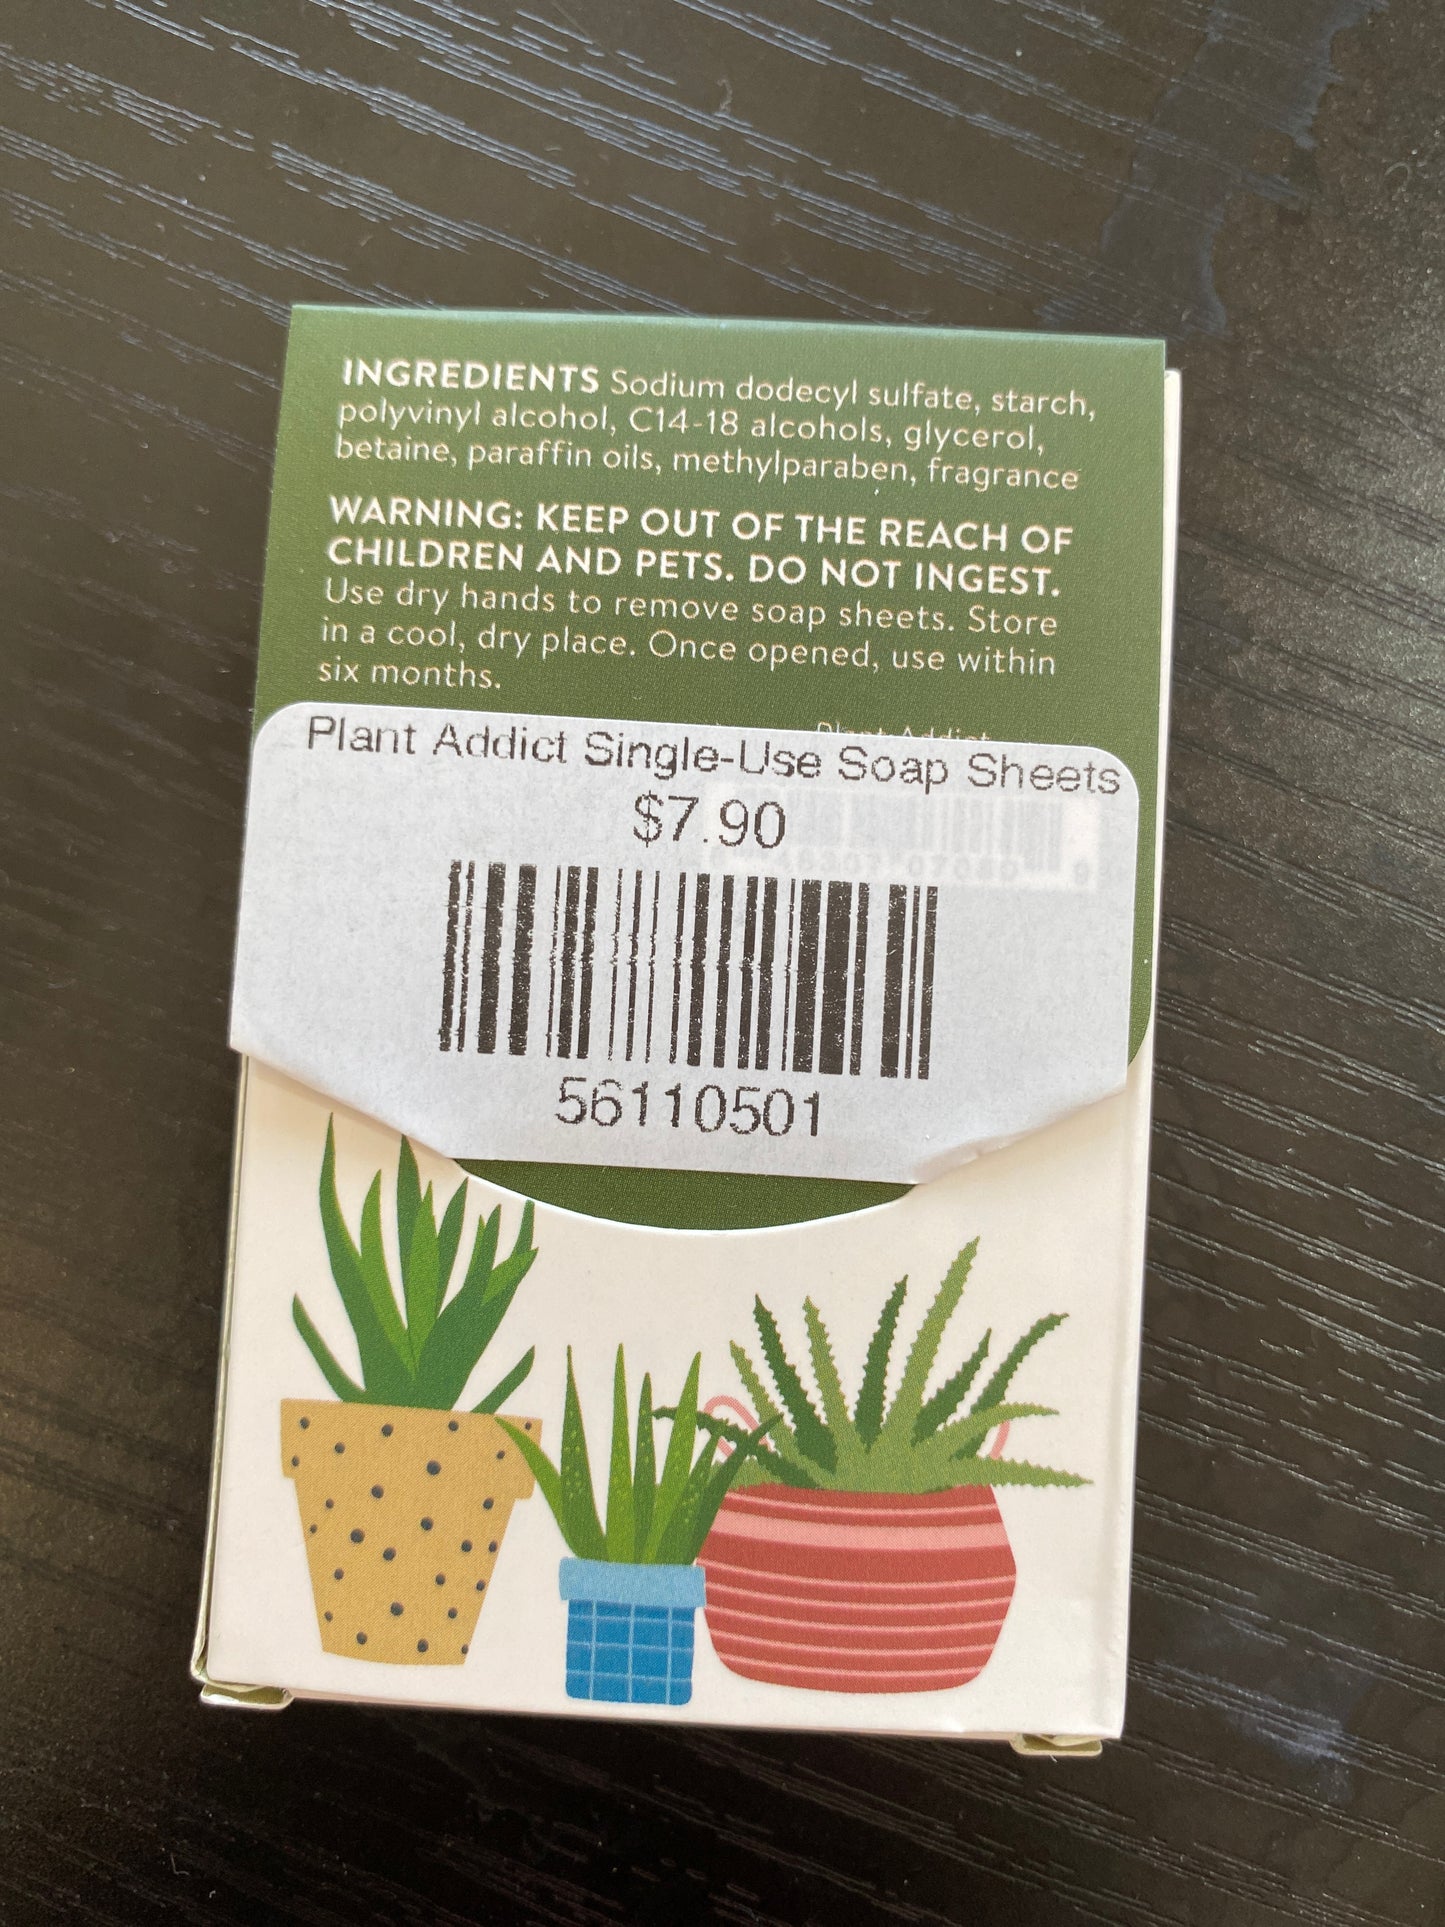 INGREDIENTS Sodium dodecyl sulfate, starch,
polyvinyl alcohol, C14-18 alcohols, glycerol,
betaine, paraffin oils, methylparaben, fragrance
WARNING: KEEP OUT OF THE REACH OF
CHILDREN AND PETS. DO NOT INGEST.
Use dry hands to remove soap sheets. Store
in a cool, dry place. Once opened, use within
six months.
Plant Addict
Plant Addict Single-Use Soap Sheets
$7.90
56110501